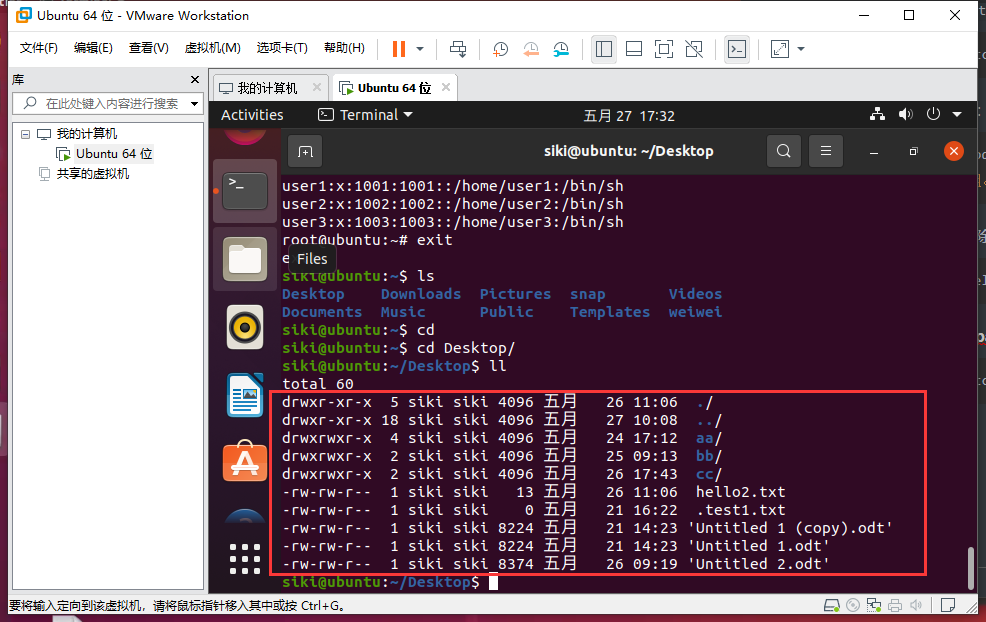 Ubuntu 64 位 - VMware Workstation
文件(F) 编辑(E) 查看(V) 虚拟机(M) 选项卡(T) 帮助(H)
库
在此处键入内容进行搜索
我的计算机
Ubuntu 64 位
共享的虚拟机
我的计算机 Ubuntu 64 位
Activities Terminal 五月 27 17:32
siki@ubuntu: ~/Desktop
user1:x:1001:1001::/home/user1:/bin/sh
user2:x:1002:1002::/home/user2:/bin/sh
user3:x:1003:1003::/home/user3:/bin/sh
root@ubuntu:~# exit
e
Files
siki@ubuntu:~$ ls
Desktop Downloads Pictures snap Videos
Documents Music Public Templates weiwei
siki@ubuntu:~$ cd
siki@ubuntu:~$ cd Desktop/
siki@ubuntu:~/Desktop$ ll
total 60
drwxr-xr-x 5 siki siki 4096 五月 26 11:06 ./
drwxr-xr-x 18 siki siki 4096 五月 27 10:08 ../
drwxrwxr-x 4 siki siki 4096 五月 24 17:12 aa/
drwxrwxr-x 2 siki siki 4096 五月 25 09:13 bb/
drwxrwxr-x 2 siki siki 4096 五月 26 17:43 cc/
-rw-rw-r-- 1 siki siki 13 五月 26 11:06 hello2.txt
-rw-rw-r-- 1 siki siki 0 五月 21 16:22 .test1.txt
-rw-rw-r-- 1 siki siki 8224 五月 21 14:23 'Untitled 1 (copy).odt'
-rw-rw-r-- 1 siki siki 8224 五月 21 14:23 'Untitled 1.odt'
-rw-rw-r-- 1 siki siki 8374 五月 26 09:19 'Untitled 2.odt'
siki@ubuntu:~/Desktop$
要将输入定向到该虚拟机，请将鼠标指针移入其中或按 Ctrl+G。